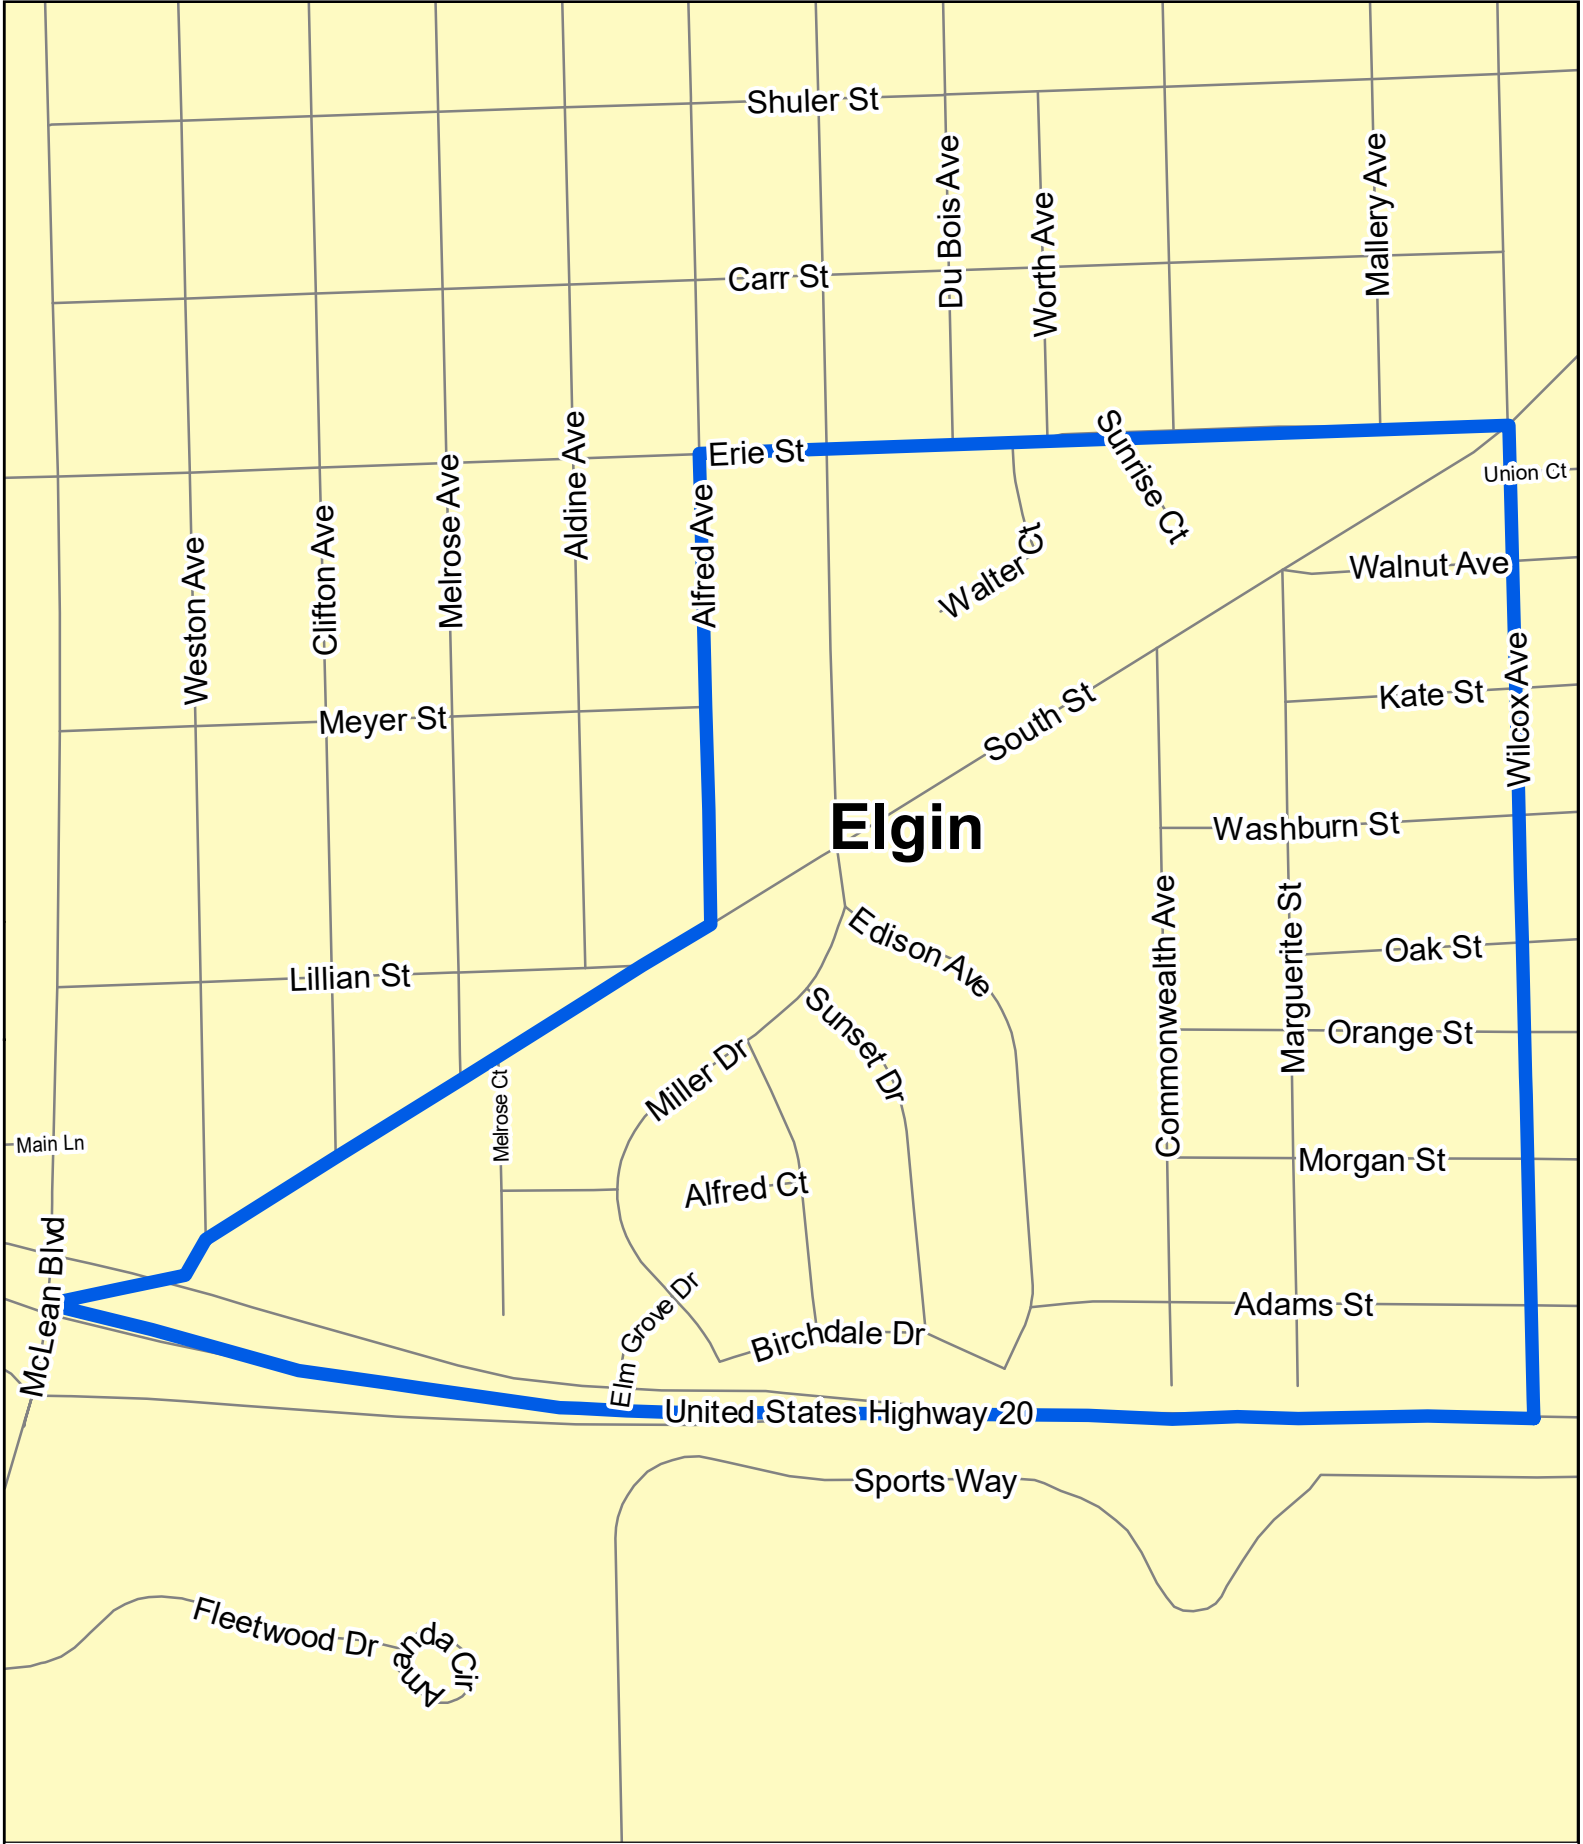 Shuler St
Du Bois Ave
Mallery Ave
Worth Ave
Carr St
Erie St
Sunrise Ct
Aldine Ave
Melrose Ave
Union Ct
Alfred Ave
Clifton Ave
Weston Ave
Walter Ct
Walnut Ave
Wilcox Ave
Kate St
South St
Meyer St
Elgin
Washburn St
Commonwealth Ave
Marguerite St
Edison Ave
Oak St
Lillian St
Sunset Dr
Orange St
Miller Dr
Melrose Ct
Main Ln
Morgan St
Alfred Ct
McLean Blvd
Elm Grove Dr
Adams St
Birchdale Dr
United States Highway 20
Sports Way
Fleetwood Dr
Amanda Cir